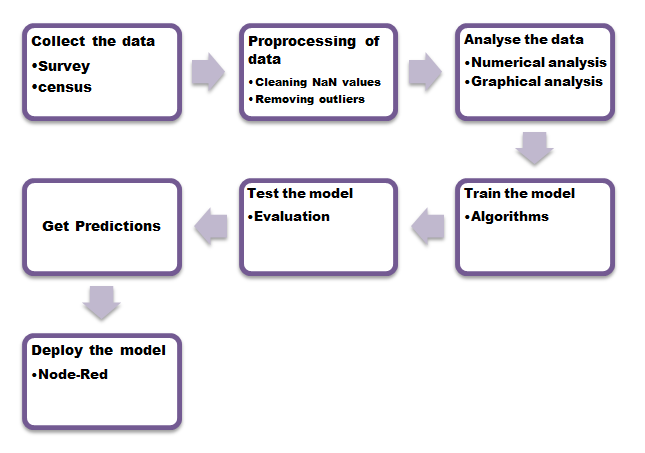 Collect the data
•Survey
•census
Proprocessing of
data
•Cleaning NaN values
•Removing outliers
Analyse the data
•Numerical analysis
•Graphical analysis
Train the model
•Algorithms
Test the model
•Evaluation
Get Predictions
Deploy the model
•Node-Red